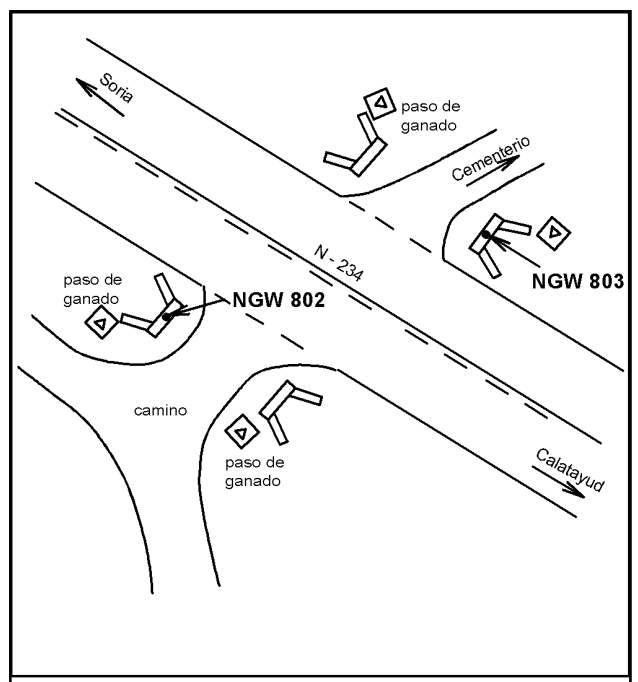 Soria
paso de
ganado
Cementerio
N - 234
NGW 803
paso de
ganado
NGW 802
camino
paso de
ganado
Calatayud